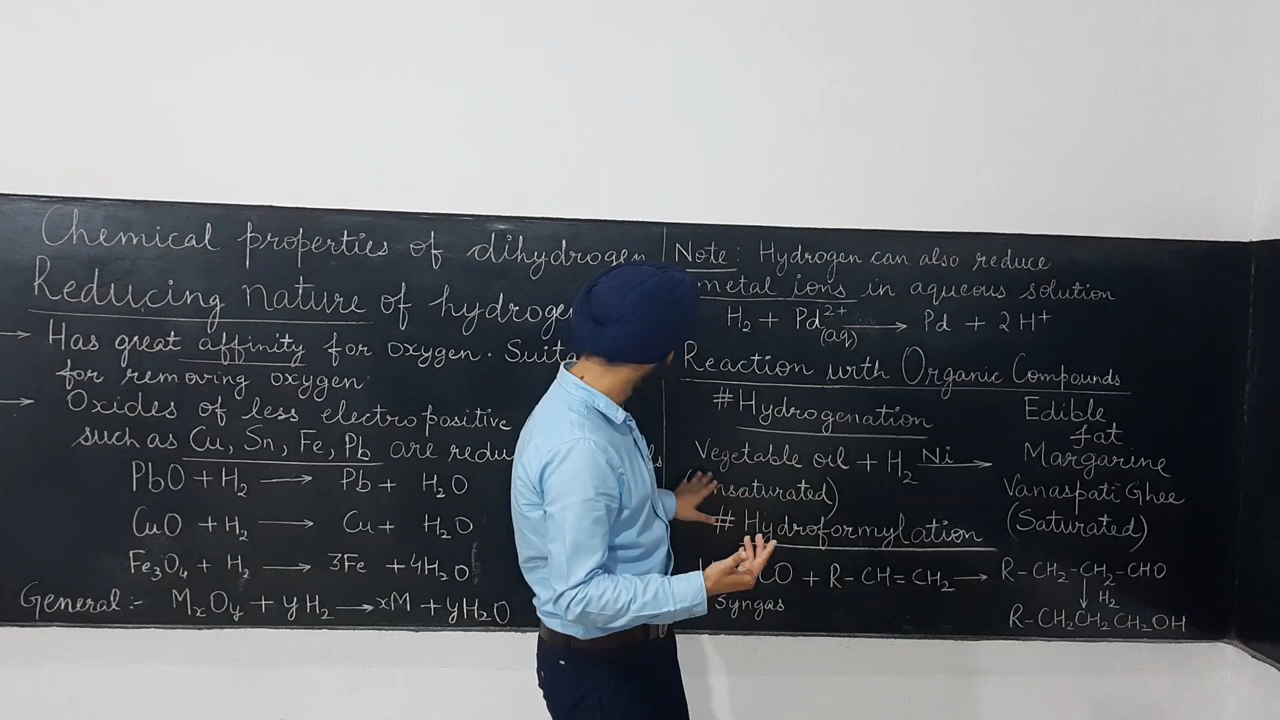 Chemical properties of dihydrogen
Reducing nature of hydroge
→ Has great affinity for oxygen. Suita
for removing oxygen.
→ Oxides of less electropositive
such as Cu, Sn, Fe, Pb are redu
PbO + H₂ → Pb + H₂O
CuO + H₂ → Cu + H₂O
Fe₃O₄ + H₂ → 3Fe + 4H₂O
General:- MₓOᵧ + yH₂ → xM + yH₂O
Note: Hydrogen can also reduce
metal ions in aqueous solution
H₂ + Pd²⁺(aq) → Pd + 2H⁺
Reaction with Organic Compounds
# Hydrogenation
Vegetable oil + H₂ Ni →
nsaturated)
Edible
fat
Margarine
Vanaspati Ghee
(Saturated)
# Hydroformylation
CO + R-CH=CH₂ → R-CH₂-CH₂-CHO
Syngas
↓ H₂
R-CH₂CH₂CH₂OH